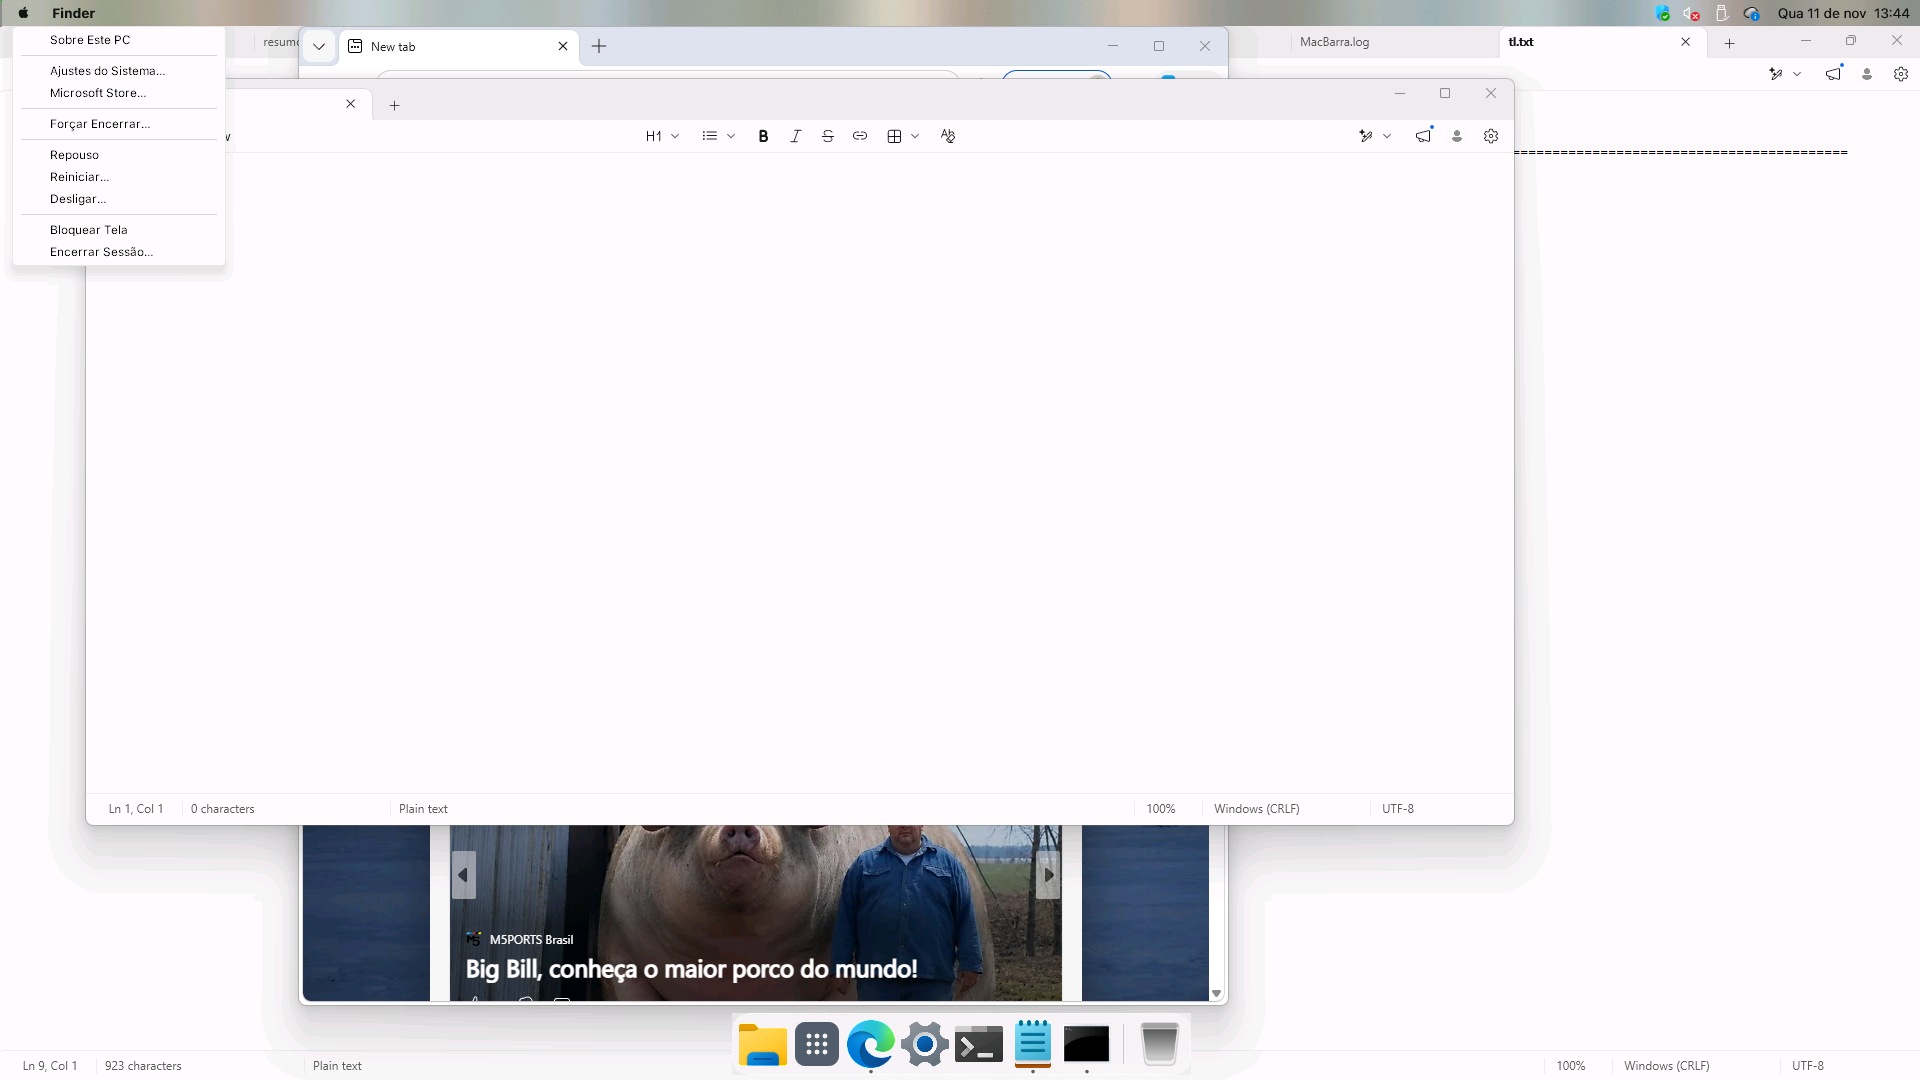 Finder
Qua 11 de nov 13:44
Sobre Este PC
Ajustes do Sistema...
Microsoft Store...
Forçar Encerrar...
Repouso
Reiniciar...
Desligar...
Bloquear Tela
Encerrar Sessão...
New tab
MacBarra.log
tl.txt
H1
==========================================
Ln 1, Col 1
0 characters
Plain text
100%
Windows (CRLF)
UTF-8
M5PORTS Brasil
Big Bill, conheça o maior porco do mundo!
Ln 9, Col 1
923 characters
Plain text
100%
Windows (CRLF)
UTF-8